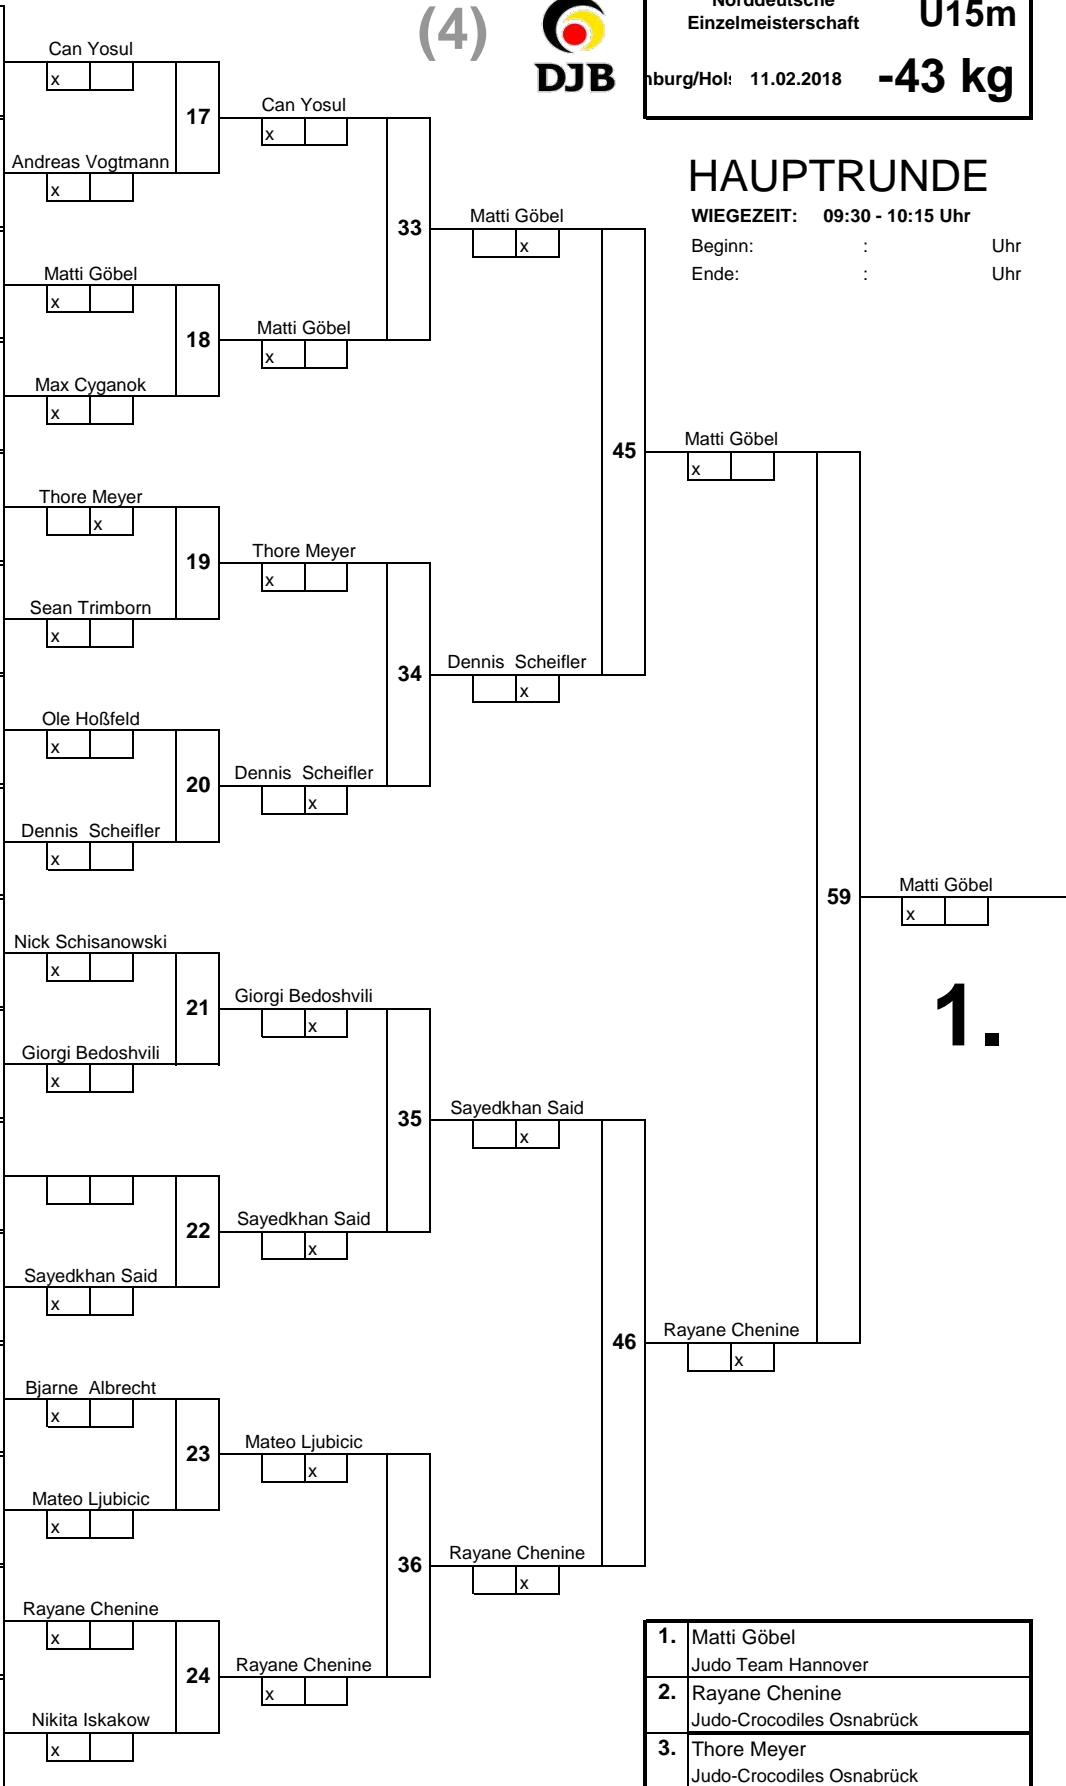 (4)
DJB
Norddeutsche
Einzelmeisterschaft
U15m
11.02.2018
-43 kg
HAUPTRUNDE
WIEGEZEIT: 09:30 - 10:15 Uhr
Beginn: : Uhr
Ende: : Uhr
Can Yosul
x
17
Can Yosul
x
Andreas Vogtmann
x
33
Matti Göbel
x
Matti Göbel
x
18
Matti Göbel
x
Max Cyganok
x
45
Matti Göbel
x
Thore Meyer
x
19
Thore Meyer
x
Sean Trimborn
x
34
Dennis Scheifler
x
Ole Hoßfeld
x
20
Dennis Scheifler
x
Dennis Scheifler
x
59
Matti Göbel
x
1.
Nick Schisanowski
x
21
Giorgi Bedoshvili
x
Giorgi Bedoshvili
x
35
Sayedkhan Said
x
22
Sayedkhan Said
x
Sayedkhan Said
x
46
Rayane Chenine
x
Bjarne Albrecht
x
23
Mateo Ljubicic
x
Mateo Ljubicic
x
36
Rayane Chenine
x
Rayane Chenine
x
24
Rayane Chenine
x
Nikita Iskakow
x
1. Matti Göbel
Judo Team Hannover
2. Rayane Chenine
Judo-Crocodiles Osnabrück
3. Thore Meyer
Judo-Crocodiles Osnabrück